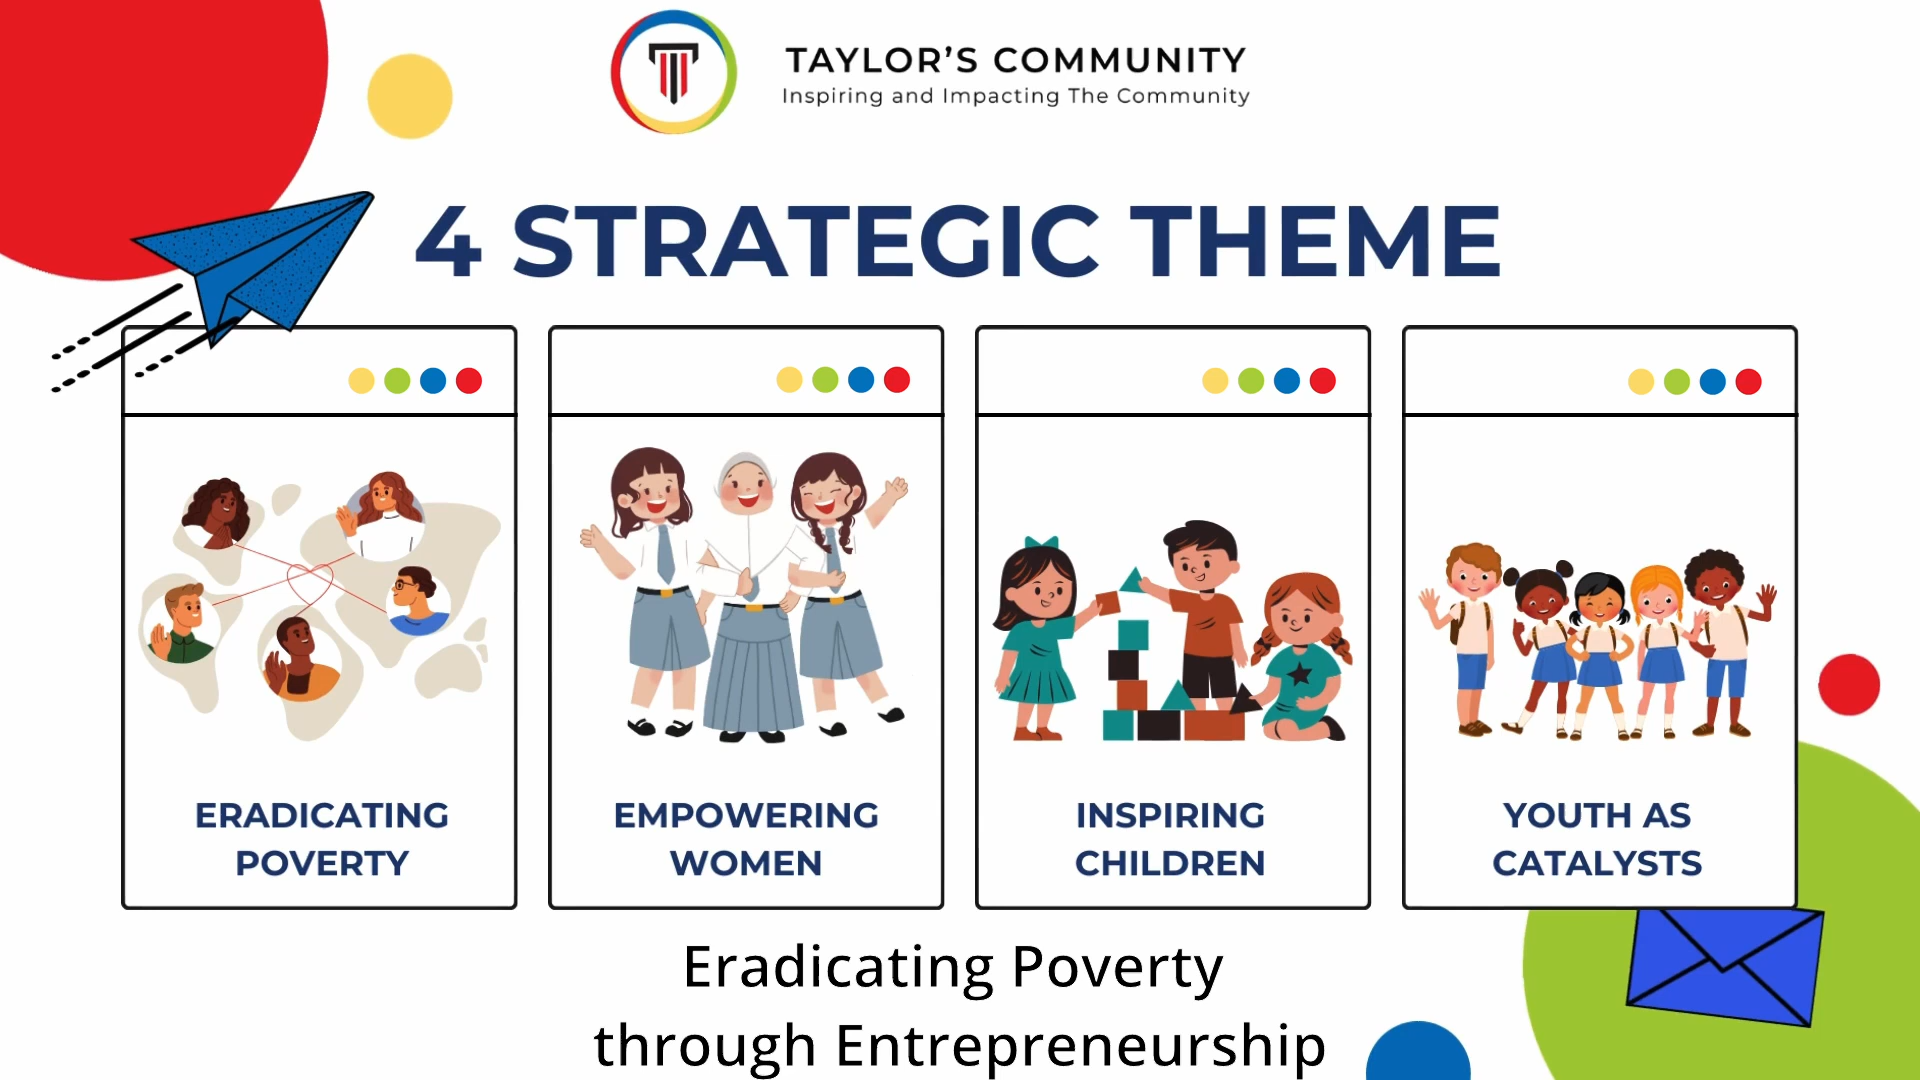 TAYLOR'S COMMUNITY
Inspiring and Impacting The Community
4 STRATEGIC THEME
ERADICATING
POVERTY
EMPOWERING
WOMEN
INSPIRING
CHILDREN
YOUTH AS
CATALYSTS
Eradicating Poverty
through Entrepreneurship